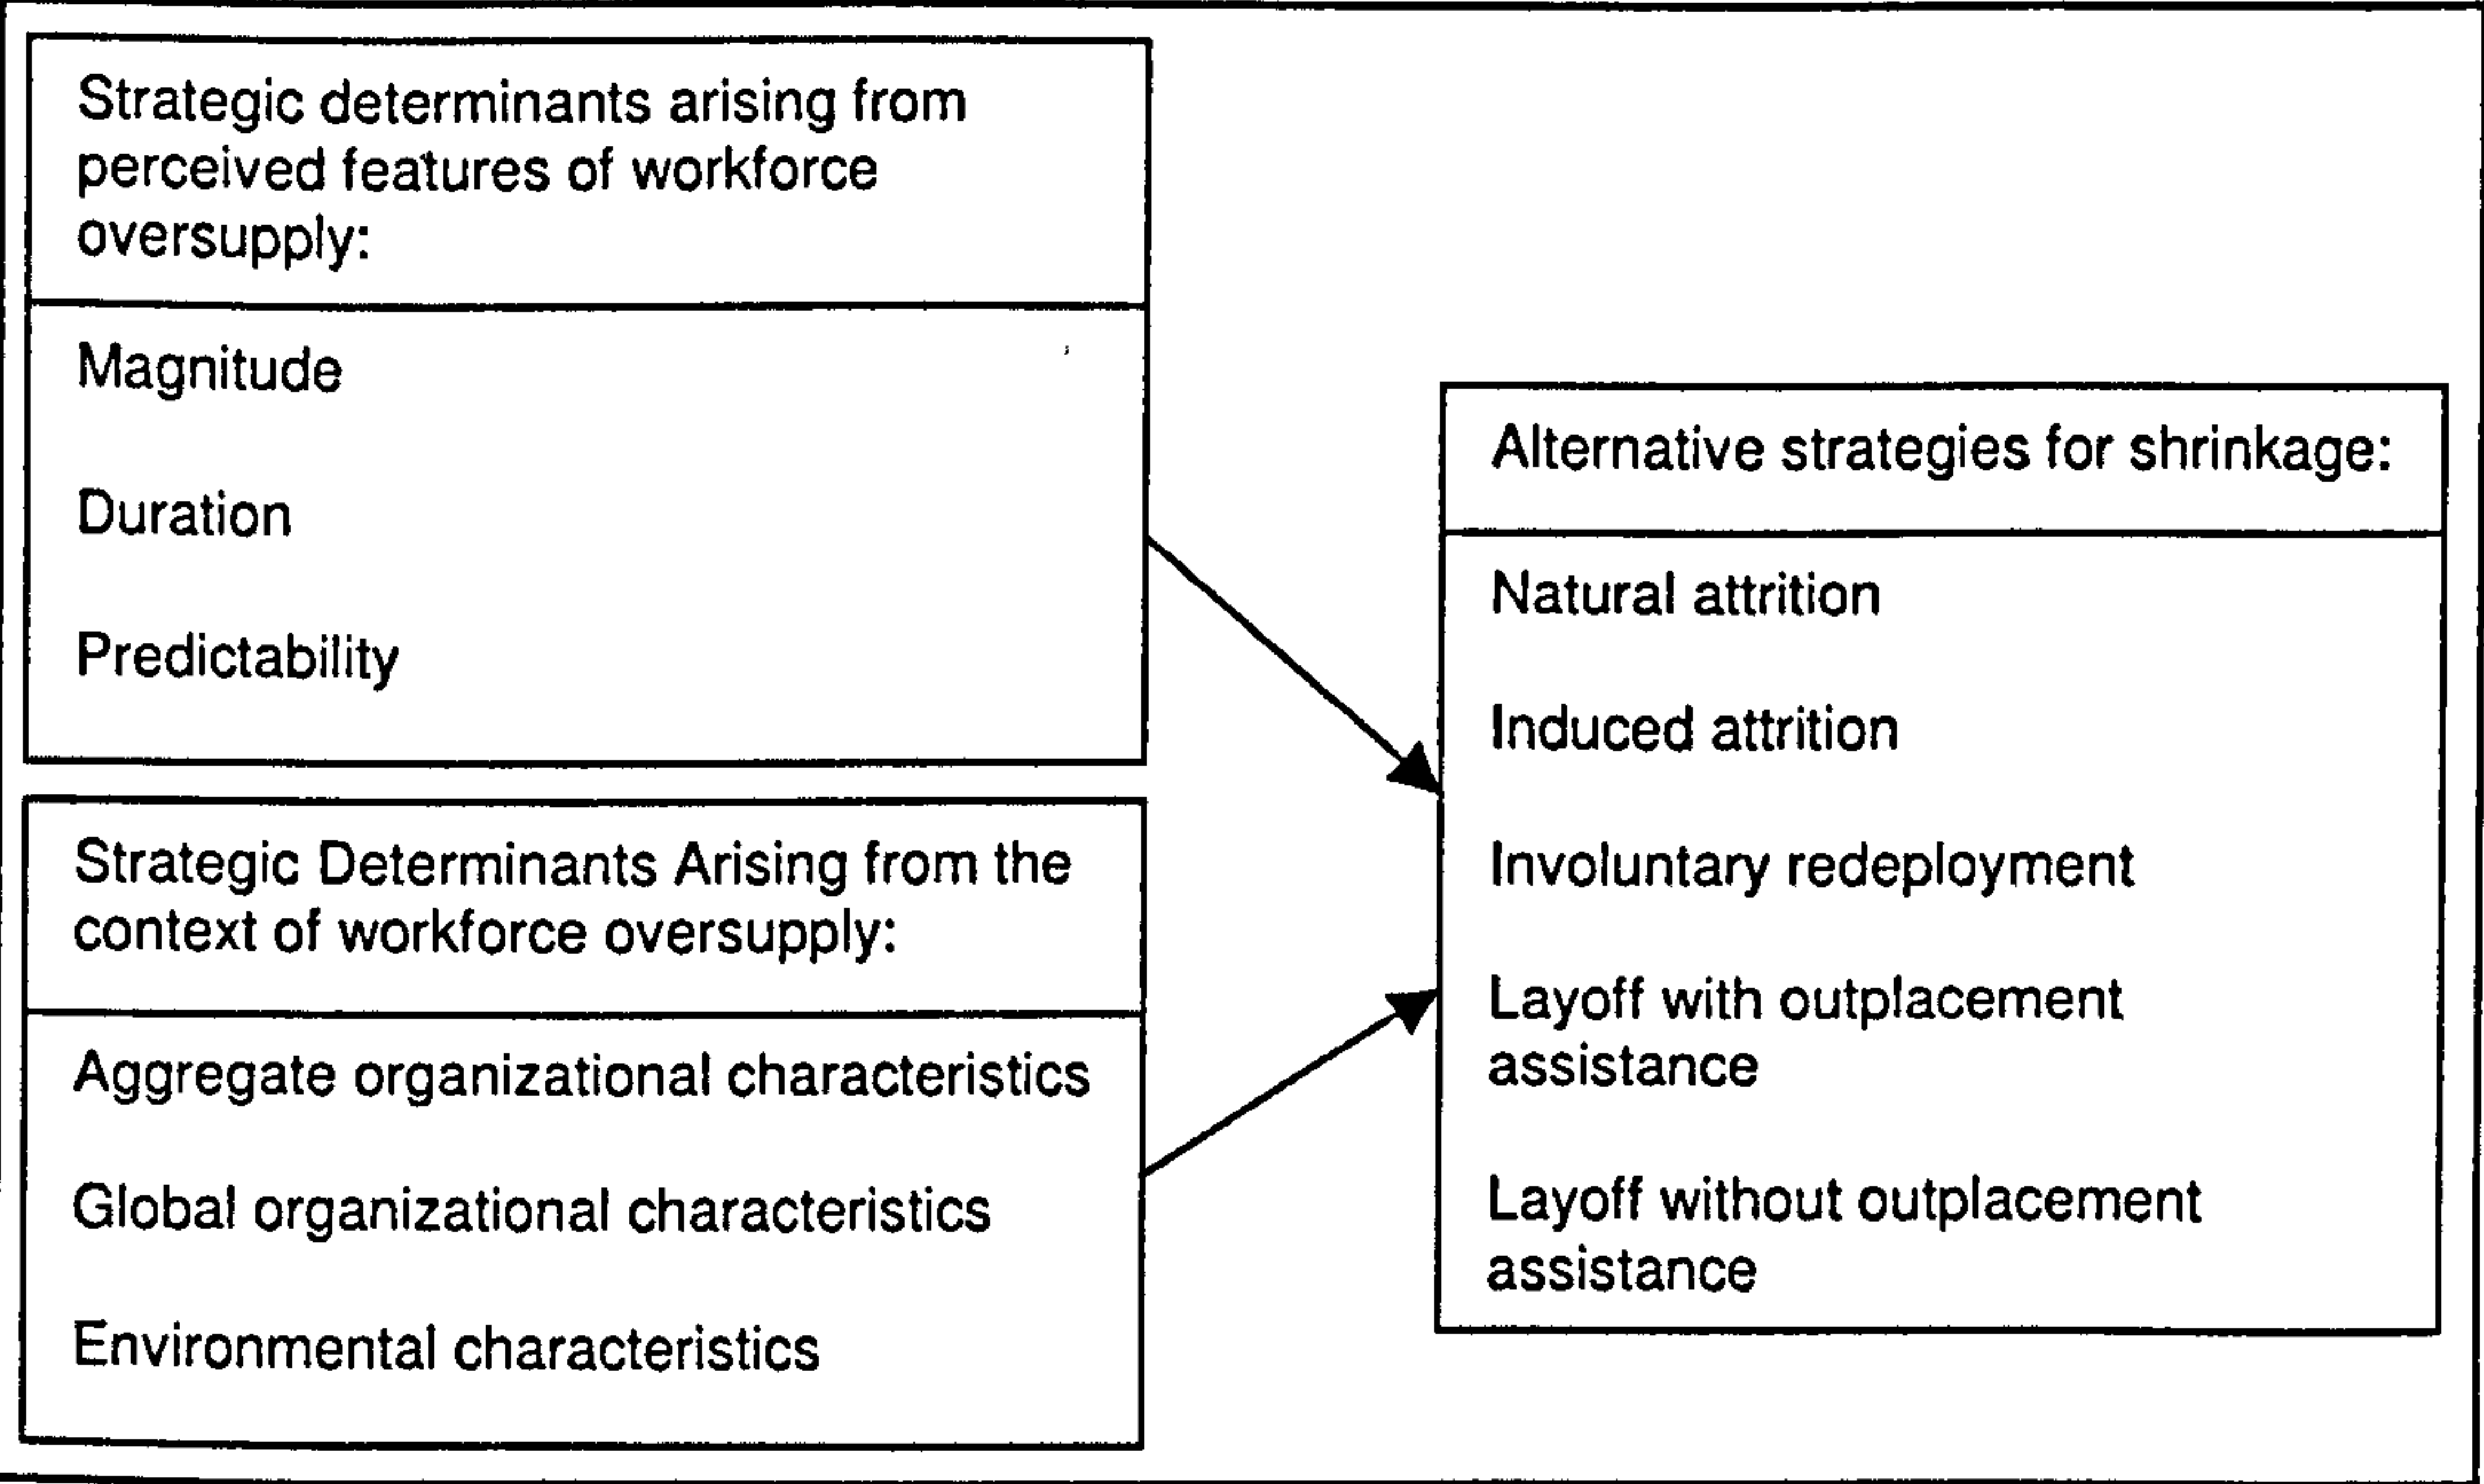 Strategic determinants arising from
perceived features of workforce
oversupply:
Magnitude
Duration
Predictability
Strategic Determinants Arising from the
context of workforce oversupply:
Aggregate organizational characteristics
Global organizational characteristics
Environmental characteristics
Alternative strategies for shrinkage:
Natural attrition
Induced attrition
Involuntary redeployment
Layoff with outplacement
assistance
Layoff without outplacement
assistance